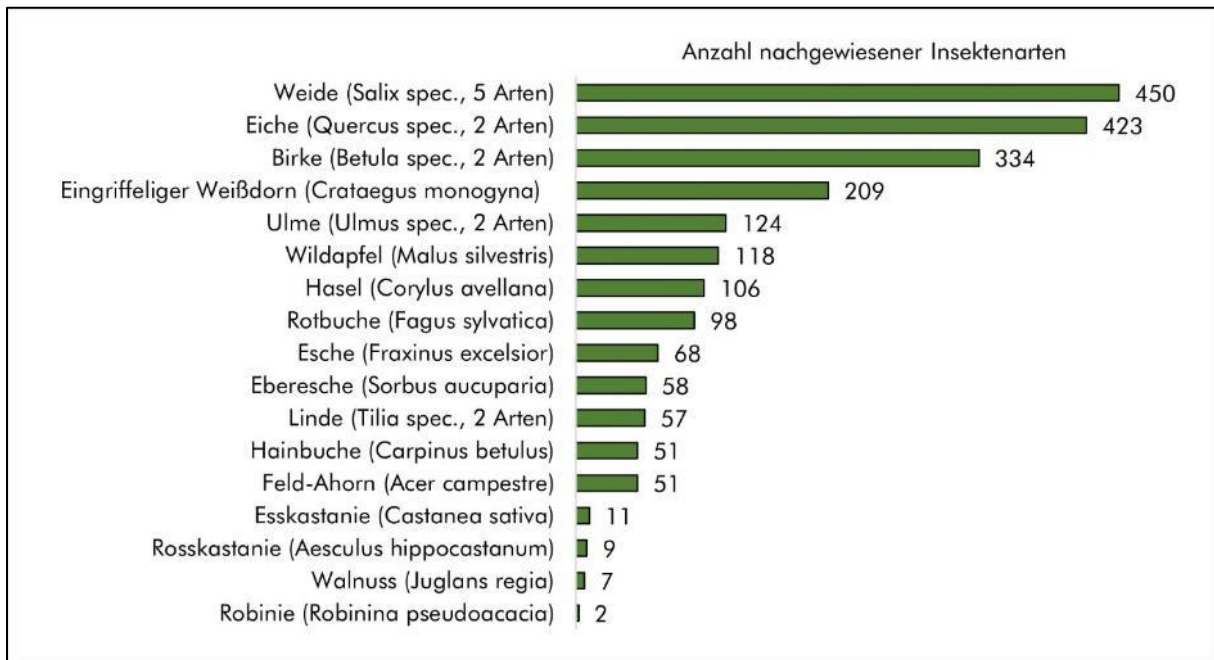 Anzahl nachgewiesener Insektenarten
Weide (Salix spec., 5 Arten) 450
Eiche (Quercus spec., 2 Arten) 423
Birke (Betula spec., 2 Arten) 334
Eingriffeliger Weißdorn (Crataegus monogyna) 209
Ulme (Ulmus spec., 2 Arten) 124
Wildapfel (Malus silvestris) 118
Hasel (Corylus avellana) 106
Rotbuche (Fagus sylvatica) 98
Esche (Fraxinus excelsior) 68
Eberesche (Sorbus aucuparia) 58
Linde (Tilia spec., 2 Arten) 57
Hainbuche (Carpinus betulus) 51
Feld-Ahorn (Acer campestre) 51
Esskastanie (Castanea sativa) 11
Rosskastanie (Aesculus hippocastanum) 9
Walnuss (Juglans regia) 7
Robinie (Robinina pseudoacacia) 2